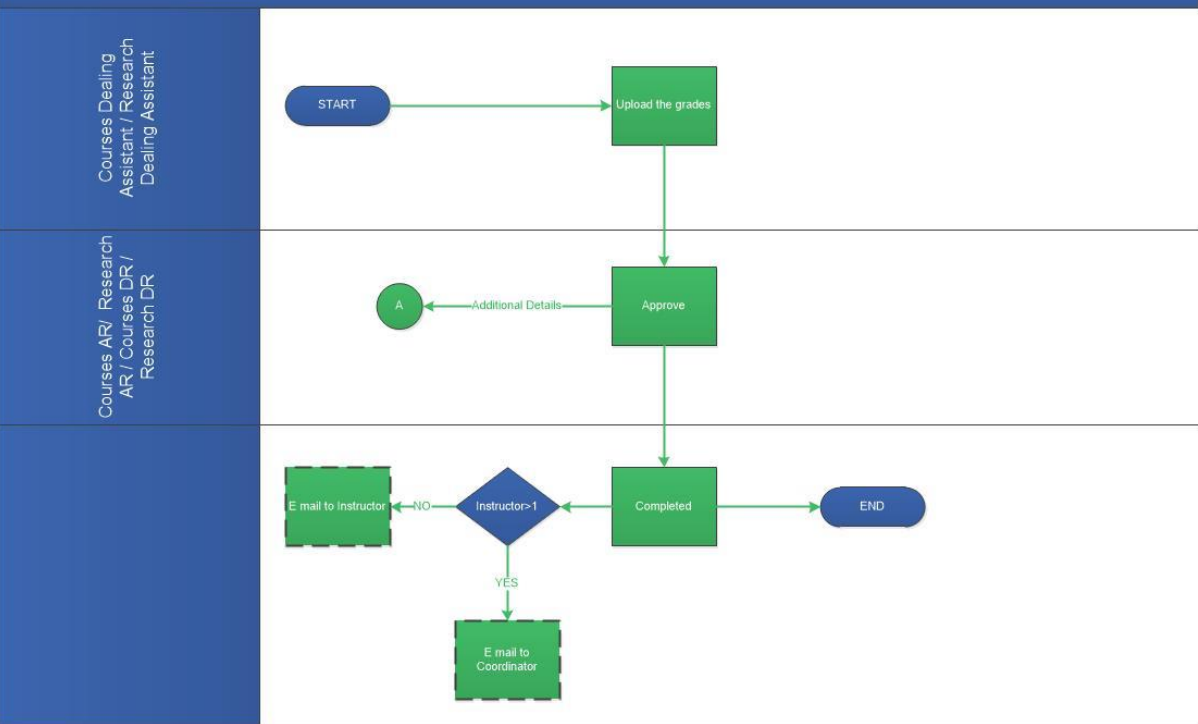 Courses Dealing
Assistant / Research
Dealing Assistant
START
Upload the grades
Courses AR/ Research
AR / Courses DR /
Research DR
A
Additional Details
Approve
E mail to Instructor
NO
Instructor>1
Completed
END
YES
E mail to
Coordinator